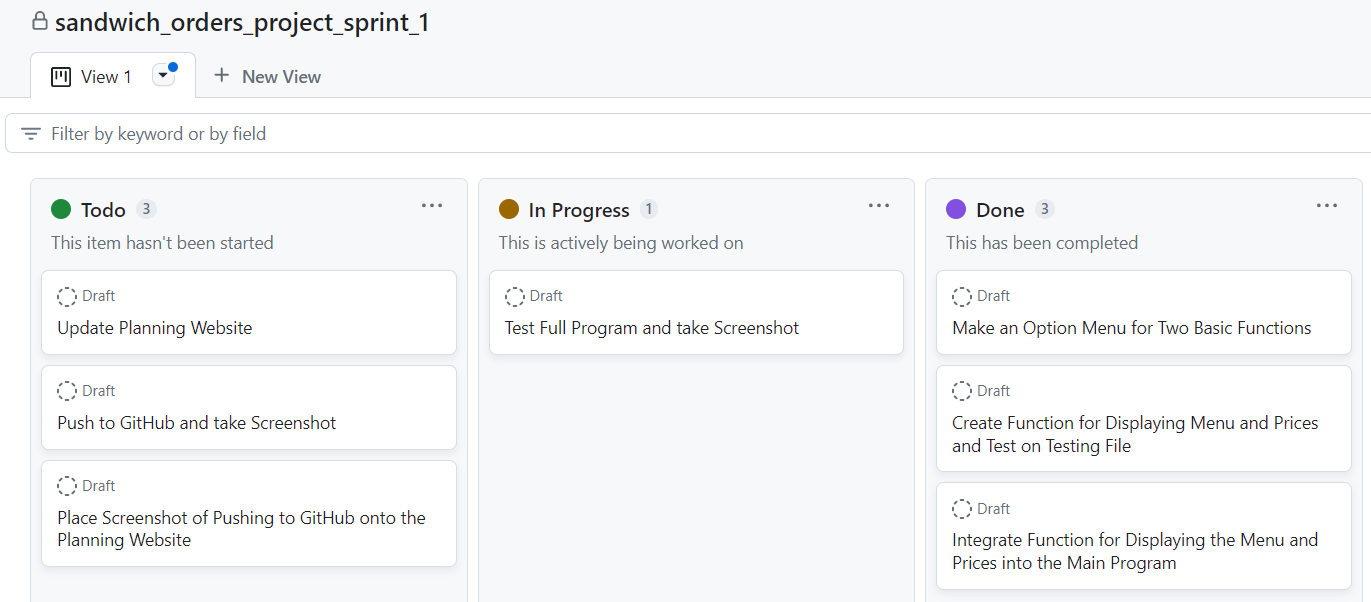 sandwich_orders_project_sprint_1
View 1
New View
Filter by keyword or by field
Todo 3
This item hasn't been started
Draft
Update Planning Website
Draft
Push to GitHub and take Screenshot
Draft
Place Screenshot of Pushing to GitHub onto the
Planning Website
In Progress 1
This is actively being worked on
Draft
Test Full Program and take Screenshot
Done 3
This has been completed
Draft
Make an Option Menu for Two Basic Functions
Draft
Create Function for Displaying Menu and Prices
and Test on Testing File
Draft
Integrate Function for Displaying the Menu and
Prices into the Main Program